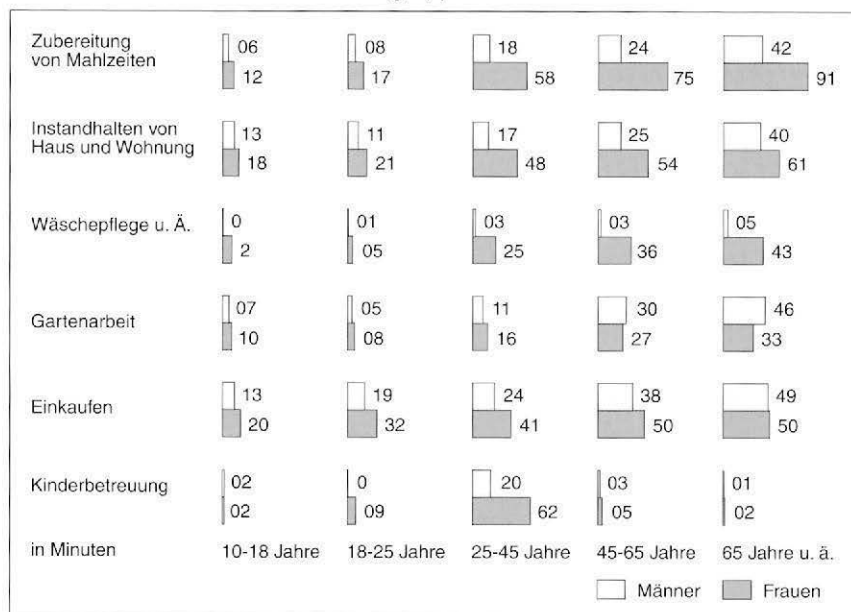 Zubereitung
von Mahlzeiten
06 08 18 24 42
12 17 58 75 91
Instandhalten von
Haus und Wohnung
13 11 17 25 40
18 21 48 54 61
Wäschepflege u. Ä.
0 01 03 03 05
2 05 25 36 43
Gartenarbeit
07 05 11 30 46
10 08 16 27 33
Einkaufen
13 19 24 38 49
20 32 41 50 50
Kinderbetreuung
02 0 20 03 01
02 09 62 05 02
in Minuten 10-18 Jahre 18-25 Jahre 25-45 Jahre 45-65 Jahre 65 Jahre u. ä.
Männer Frauen